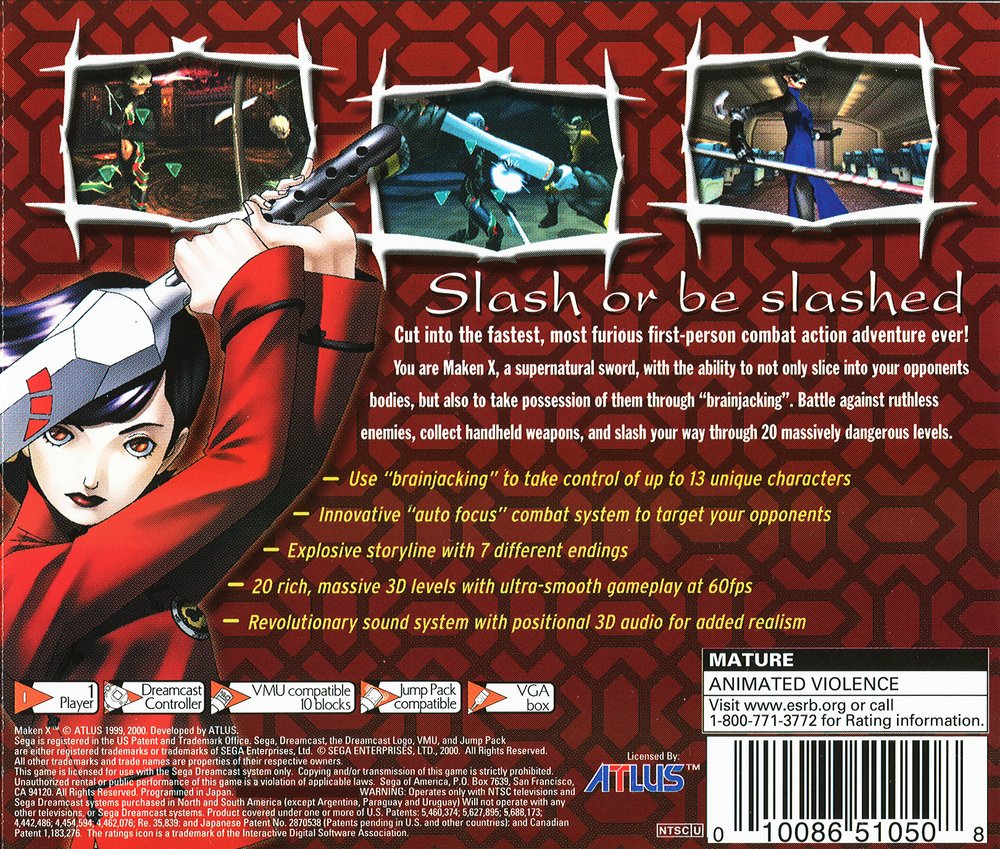 Slash or be slashed
Cut into the fastest, most furious first-person combat action adventure ever!
You are Maken X, a supernatural sword, with the ability to not only slice into your opponents
bodies, but also to take possession of them through “brainjacking”. Battle against ruthless
enemies, collect handheld weapons, and slash your way through 20 massively dangerous levels.
– Use “brainjacking” to take control of up to 13 unique characters
– Innovative “auto focus” combat system to target your opponents
– Explosive storyline with 7 different endings
– 20 rich, massive 3D levels with ultra-smooth gameplay at 60fps
– Revolutionary sound system with positional 3D audio for added realism
1
Player
Dreamcast
Controller
VMU compatible
10 blocks
Jump Pack
compatible
VGA
box
MATURE
ANIMATED VIOLENCE
Visit www.esrb.org or call
1-800-771-3772 for Rating information.
Maken X™ © ATLUS 1999, 2000. Developed by ATLUS.
Sega is registered in the US Patent and Trademark Office. Sega, Dreamcast, the Dreamcast Logo, VMU, and Jump Pack
are either registered trademarks or trademarks of SEGA Enterprises, Ltd. © SEGA ENTERPRISES, LTD., 2000. All Rights Reserved.
All other trademarks and trade names are properties of their respective owners.
This game is licensed for use with the Sega Dreamcast system only. Copying and/or transmission of this game is strictly prohibited.
Unauthorized rental or public performance of this game is a violation of applicable laws. Sega of America, P.O. Box 7639, San Francisco,
CA 94120. All Rights Reserved. Programmed in Japan. WARNING: Operates only with NTSC televisions and
Sega Dreamcast systems purchased in North and South America (except Argentina, Paraguay and Uruguay) Will not operate with any
other televisions, or Sega Dreamcast systems. Product covered under one or more of U.S. Patents: 5,460,374; 5,627,895; 5,688,173;
4,442,486; 4,454,594; 4,462,076; Re. 35,839; and Japanese Patent No. 2870538 (Patents pending in U.S. and other countries); and Canadian
Patent 1,183,276. The ratings icon is a trademark of the Interactive Digital Software Association.
Licensed By:
ATLUS™
NTSC U
0 10086 51050 8